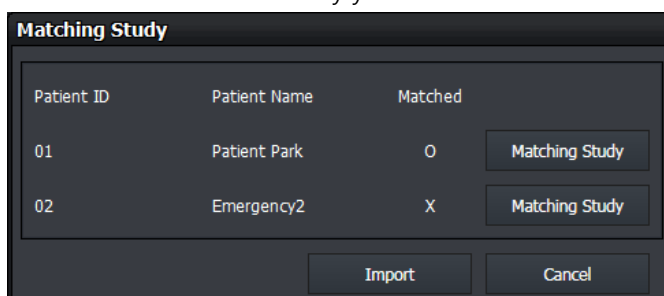 Matching Study
Patient ID Patient Name Matched
01 Patient Park O Matching Study
02 Emergency2 X Matching Study
Import Cancel